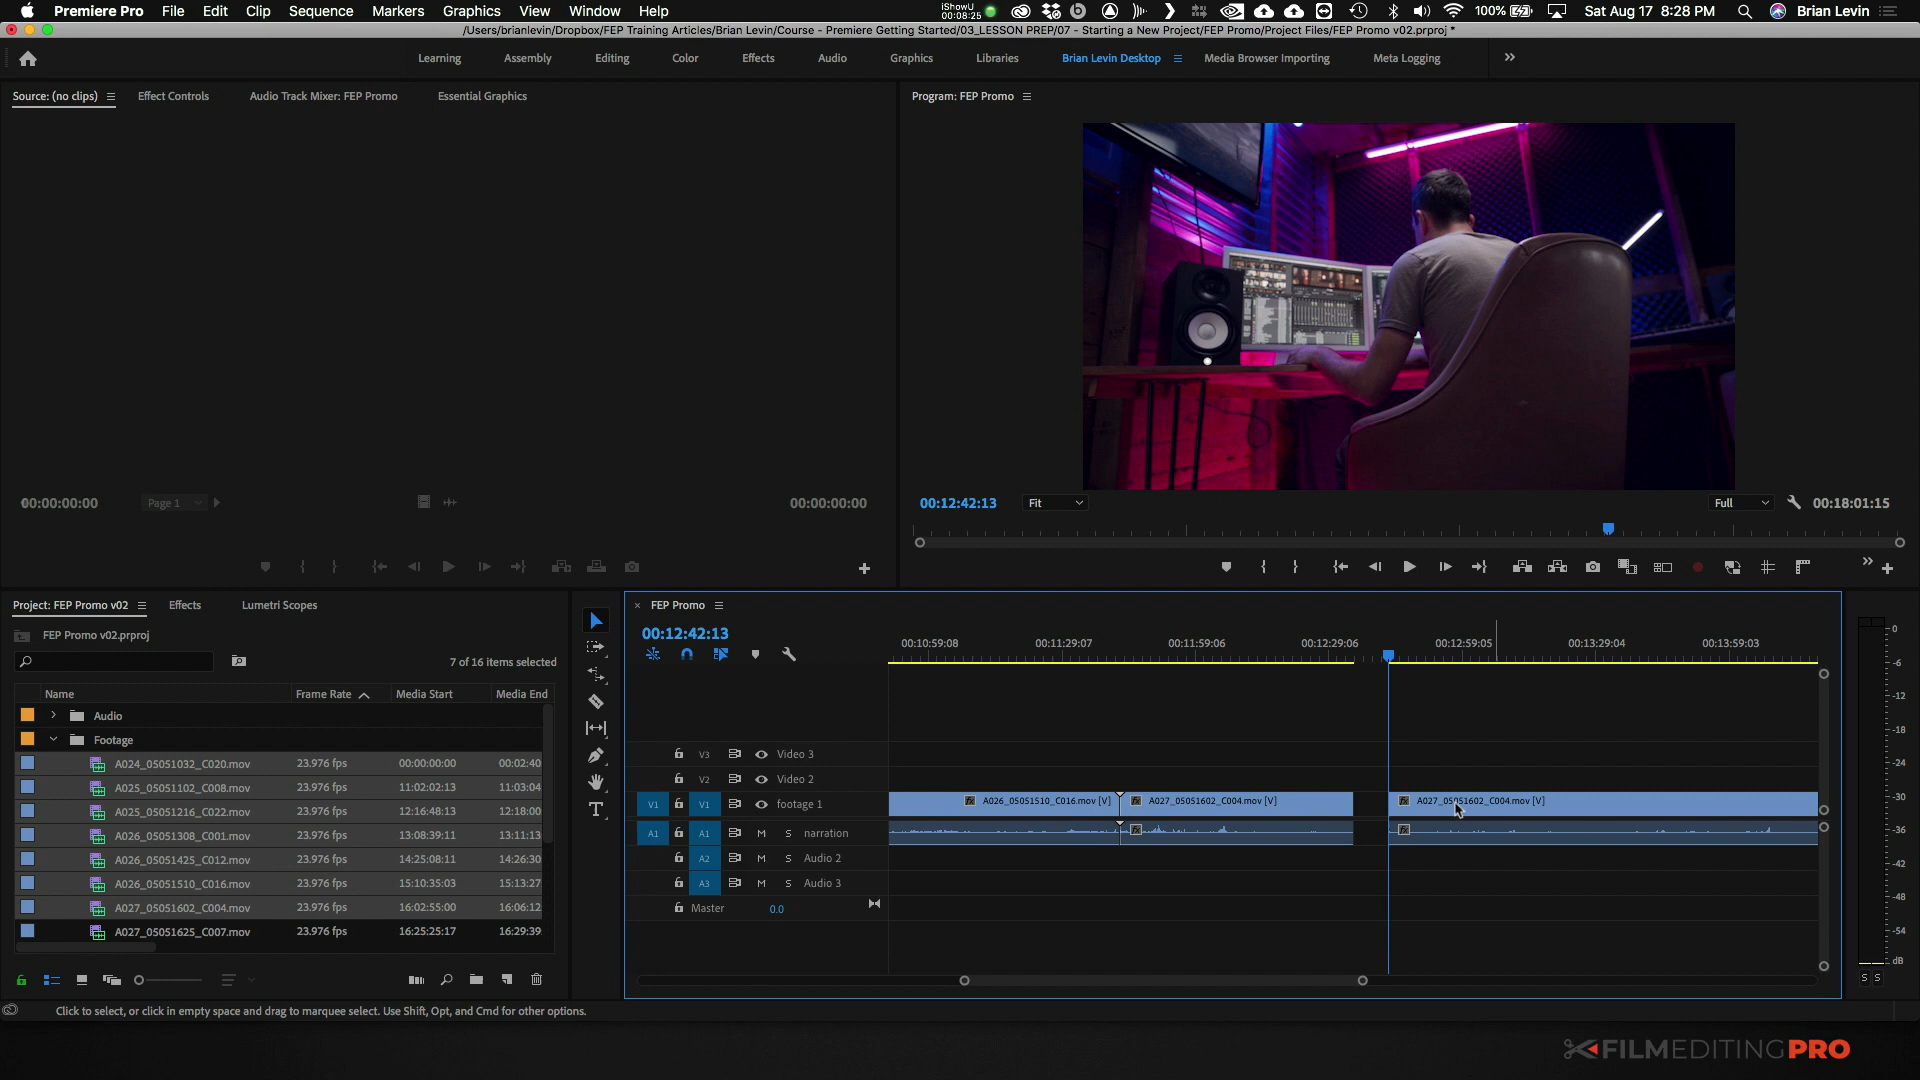 Premiere Pro File Edit Clip Sequence Markers Graphics View Window Help iShowU 00:08:25 100% Sat Aug 17 8:28 PM Brian Levin
/Users/brianlevin/Dropbox/FEP Training Articles/Brian Levin/Course - Premiere Getting Started/03_LESSON PREP/07 - Starting a New Project/FEP Promo/Project Files/FEP Promo v02.prproj *
Learning Assembly Editing Color Effects Audio Graphics Libraries Brian Levin Desktop Media Browser Importing Meta Logging
Source: (no clips) Effect Controls Audio Track Mixer: FEP Promo Essential Graphics
Program: FEP Promo
00:00:00:00 Page 1 00:00:00:00
00:12:42:13 Fit Full 00:18:01:15
Project: FEP Promo v02 Effects Lumetri Scopes
FEP Promo v02.prproj
7 of 16 items selected
Name Frame Rate Media Start Media End
Audio
Footage
A024_05051032_C020.mov 23.976 fps 00:00:00:00 00:02:40
A025_05051102_C008.mov 23.976 fps 11:02:02:13 11:03:04
A025_05051216_C022.mov 23.976 fps 12:16:48:13 12:18:00
A026_05051308_C001.mov 23.976 fps 13:08:39:11 13:11:13
A026_05051425_C012.mov 23.976 fps 14:25:08:11 14:26:30
A026_05051510_C016.mov 23.976 fps 15:10:35:03 15:13:27
A027_05051602_C004.mov 23.976 fps 16:02:55:00 16:06:12
A027_05051625_C007.mov 23.976 fps 16:25:25:17 16:29:39
FEP Promo
00:12:42:13
00:10:59:08 00:11:29:07 00:11:59:06 00:12:29:06 00:12:59:05 00:13:29:04 00:13:59:03
V3 Video 3
V2 Video 2
V1 V1 footage 1
A026_05051510_C016.mov [V] A027_05051602_C004.mov [V] A027_05051602_C004.mov [V]
A1 A1 M S narration
A2 M S Audio 2
A3 M S Audio 3
Master 0.0
0
-6
-12
-18
-24
-30
-36
-42
-48
-54
dB
S S
Click to select, or click in empty space and drag to marquee select. Use Shift, Opt, and Cmd for other options.
FILMEDITINGPRO